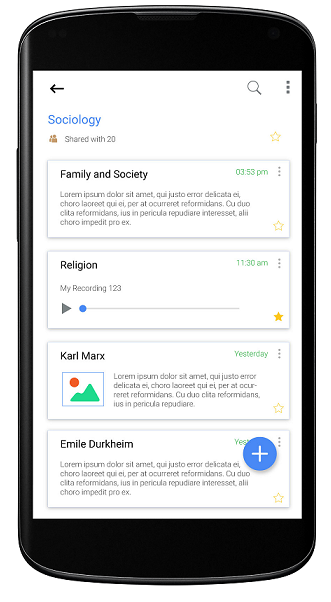 Sociology
Shared with 20
Family and Society
03:53 pm
Lorem ipsum dolor sit amet, qui justo error delicata ei,
choro laoreet qui ei, per at ocurreret reformidans. Cu duo
clita reformidans, ius in pericula repudiare interesset, alii
choro impedit pro ex.
Religion
11:30 am
My Recording 123
Karl Marx
Yesterday
Lorem ipsum dolor sit amet, qui justo error
delicata ei, choro laoreet qui ei, per at ocur-
reret reformidans. Cu duo clita reformidans,
ius in pericula repudiare.
Emile Durkheim
Lorem ipsum dolor sit amet, qui justo error delicata ei,
choro laoreet qui ei, per at ocurreret reformidans. Cu duo
clita reformidans, ius in pericula repudiare interesset, alii
choro impedit pro ex.